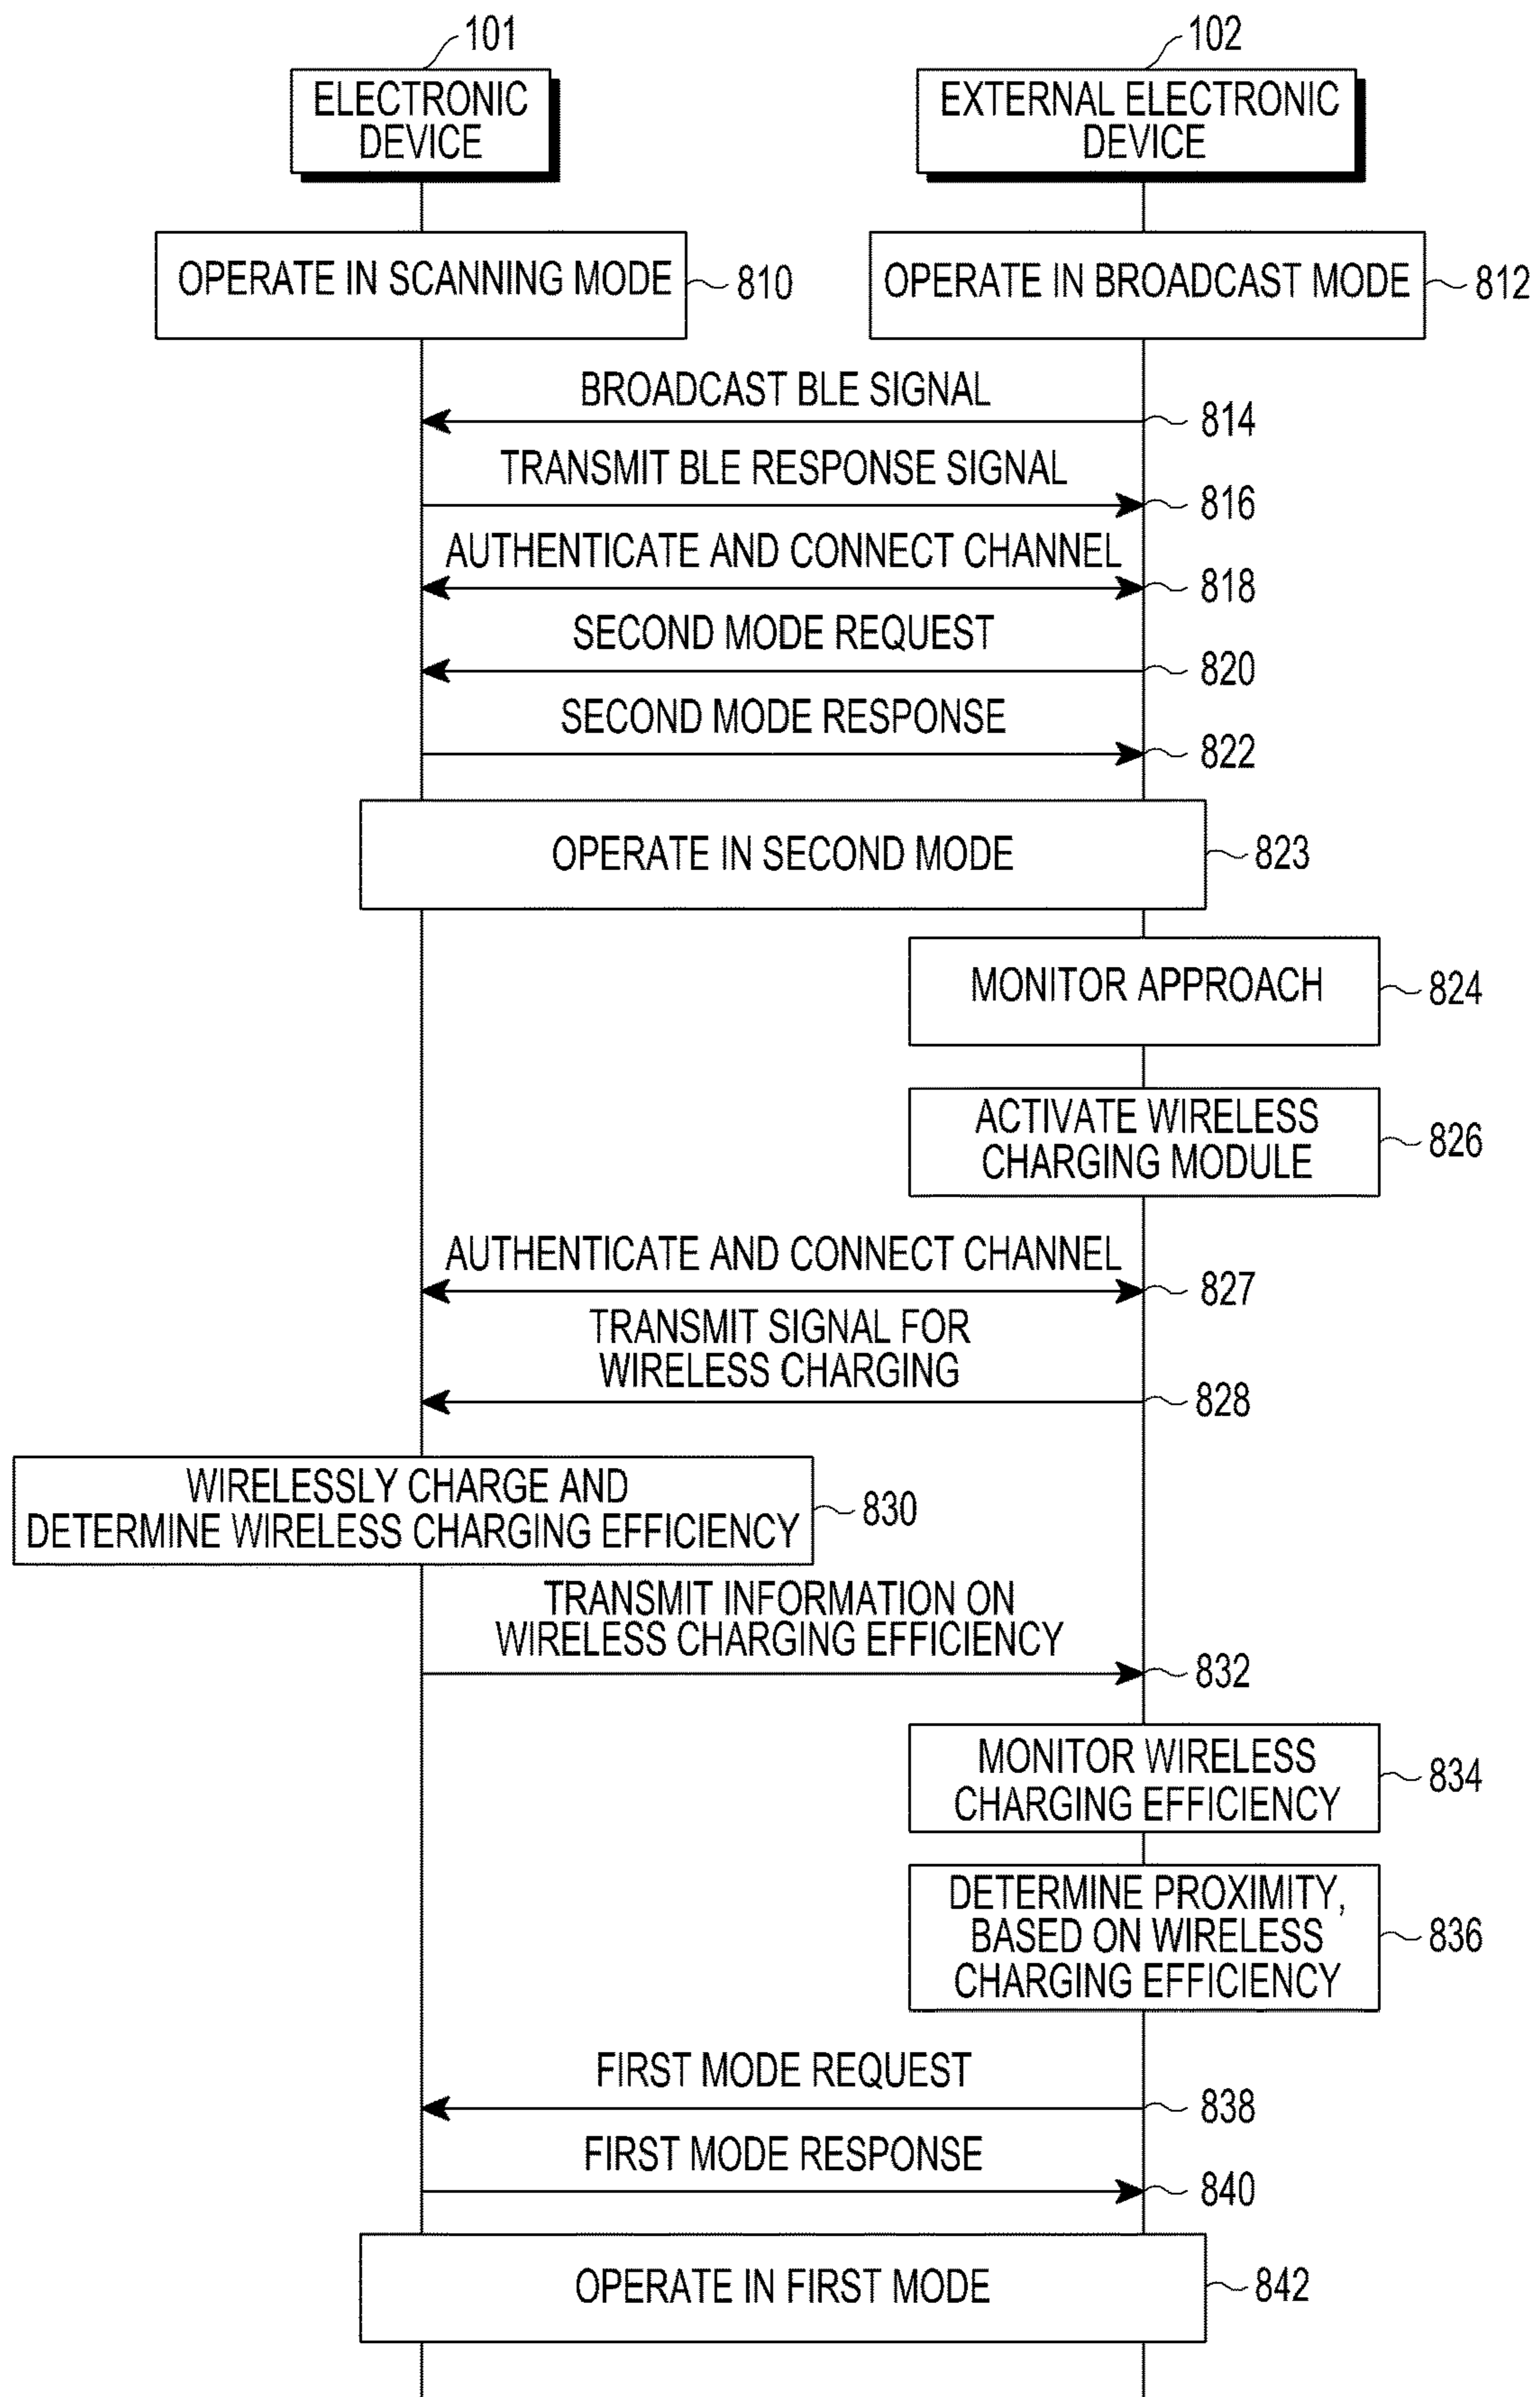 101
102
ELECTRONIC
DEVICE
EXTERNAL ELECTRONIC
DEVICE
OPERATE IN SCANNING MODE
810
OPERATE IN BROADCAST MODE
812
BROADCAST BLE SIGNAL
814
TRANSMIT BLE RESPONSE SIGNAL
816
AUTHENTICATE AND CONNECT CHANNEL
818
SECOND MODE REQUEST
820
SECOND MODE RESPONSE
822
OPERATE IN SECOND MODE
823
MONITOR APPROACH
824
ACTIVATE WIRELESS
CHARGING MODULE
826
AUTHENTICATE AND CONNECT CHANNEL
827
TRANSMIT SIGNAL FOR
WIRELESS CHARGING
828
WIRELESSLY CHARGE AND
DETERMINE WIRELESS CHARGING EFFICIENCY
830
TRANSMIT INFORMATION ON
WIRELESS CHARGING EFFICIENCY
832
MONITOR WIRELESS
CHARGING EFFICIENCY
834
DETERMINE PROXIMITY,
BASED ON WIRELESS
CHARGING EFFICIENCY
836
FIRST MODE REQUEST
838
FIRST MODE RESPONSE
840
OPERATE IN FIRST MODE
842